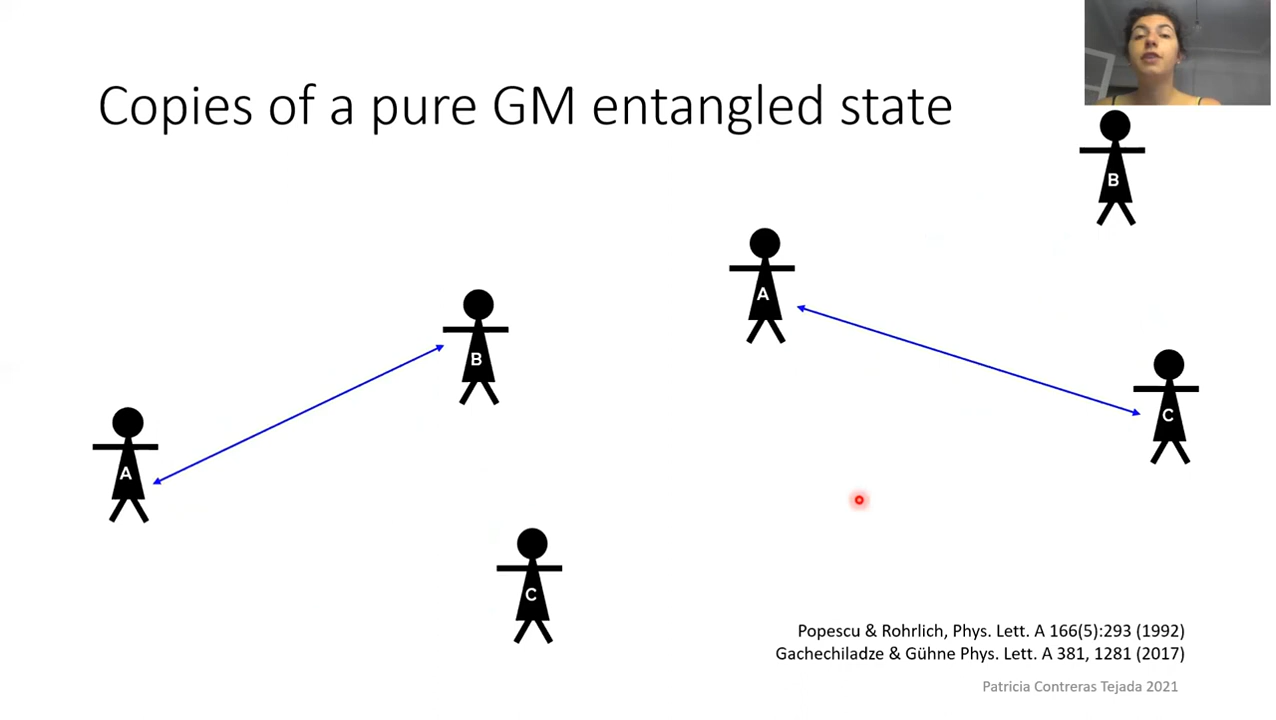 Copies of a pure GM entangled state
B
A
B
C
A
C
Popescu & Rohrlich, Phys. Lett. A 166(5):293 (1992)
Gachechiladze & Gühne Phys. Lett. A 381, 1281 (2017)
Patricia Contreras Tejada 2021